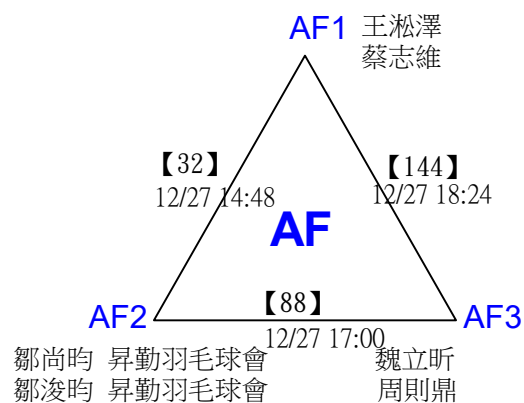 AF1 王淞澤
蔡志維
【32】
12/27 14:48
【144】
12/27 18:24
AF
【88】
12/27 17:00
AF2
AF3
鄒尚昀 昇勤羽毛球會 魏立昕
鄒浚昀 昇勤羽毛球會 周則鼎